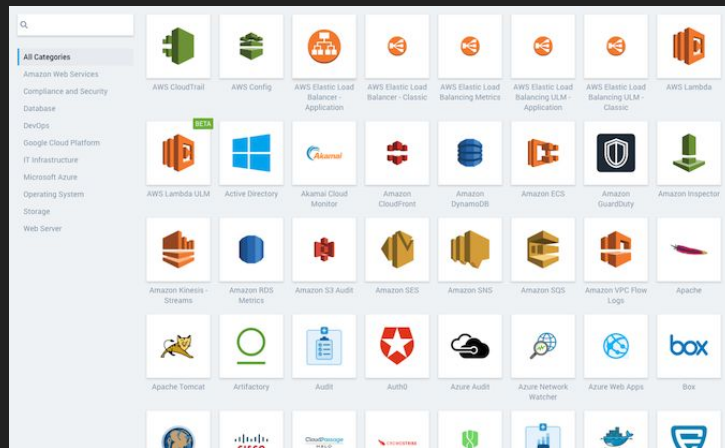 All Categories
Amazon Web Services
Compliance and Security
Database
DevOps
Google Cloud Platform
IT Infrastructure
Microsoft Azure
Operating System
Storage
Web Server
AWS CloudTrail
AWS Config
AWS Elastic Load
Balancer -
Application
AWS Elastic Load
Balancer - Classic
AWS Elastic Load
Balancing Metrics
AWS Elastic Load
Balancing ULM -
Application
AWS Elastic Load
Balancing ULM -
Classic
AWS Lambda
BETA
AWS Lambda ULM
Active Directory
Akamai
Akamai Cloud
Monitor
Amazon
CloudFront
Amazon
DynamoDB
Amazon ECS
Amazon
GuardDuty
Amazon Inspector
Amazon Kinesis -
Streams
Amazon RDS
Metrics
Amazon S3 Audit
Amazon SES
Amazon SNS
Amazon SQS
Amazon VPC Flow
Logs
Apache
Apache Tomcat
Artifactory
Audit
Auth0
Azure Audit
Azure Network
Watcher
Azure Web Apps
box
Box
CloudPassage
CROWDSTRIKE